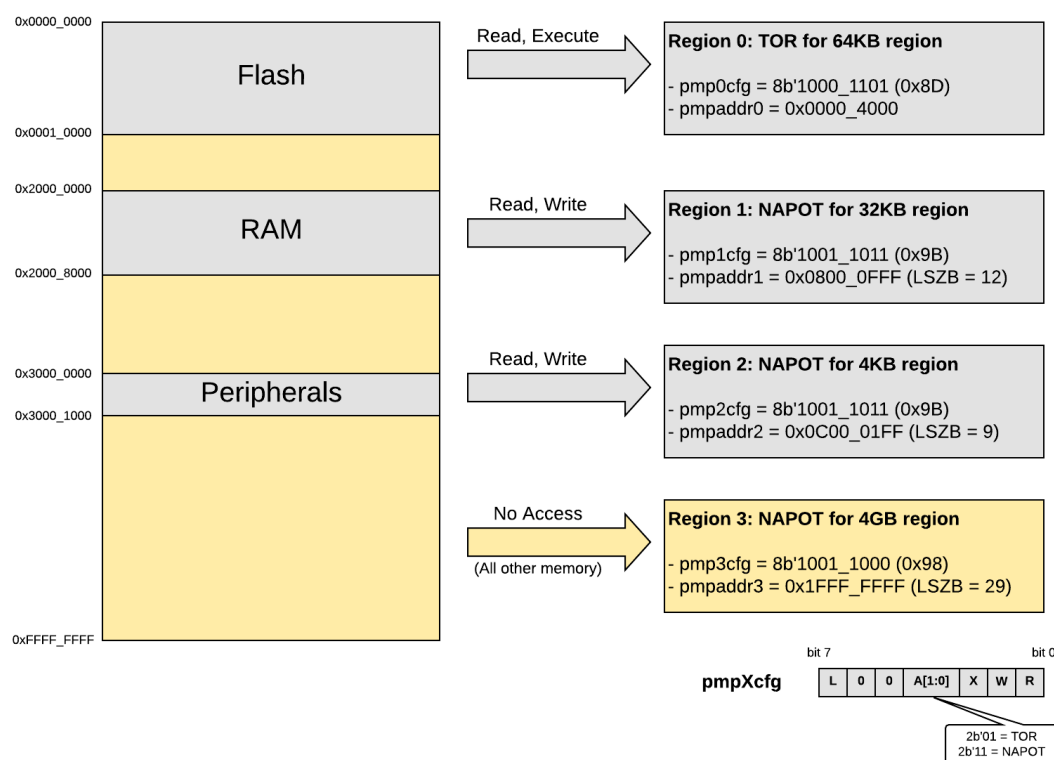 0x0000_0000
Flash
0x0001_0000
0x2000_0000
RAM
0x2000_8000
0x3000_0000
Peripherals
0x3000_1000
0xFFFF_FFFF
Read, Execute
Region 0: TOR for 64KB region
- pmp0cfg = 8b'1000_1101 (0x8D)
- pmpaddr0 = 0x0000_4000
Read, Write
Region 1: NAPOT for 32KB region
- pmp1cfg = 8b'1001_1011 (0x9B)
- pmpaddr1 = 0x0800_0FFF (LSZB = 12)
Read, Write
Region 2: NAPOT for 4KB region
- pmp2cfg = 8b'1001_1011 (0x9B)
- pmpaddr2 = 0x0C00_01FF (LSZB = 9)
No Access
(All other memory)
Region 3: NAPOT for 4GB region
- pmp3cfg = 8b'1001_1000 (0x98)
- pmpaddr3 = 0x1FFF_FFFF (LSZB = 29)
bit 7
bit 0
pmpXcfg
L 0 0 A[1:0] X W R
2b'01 = TOR
2b'11 = NAPOT